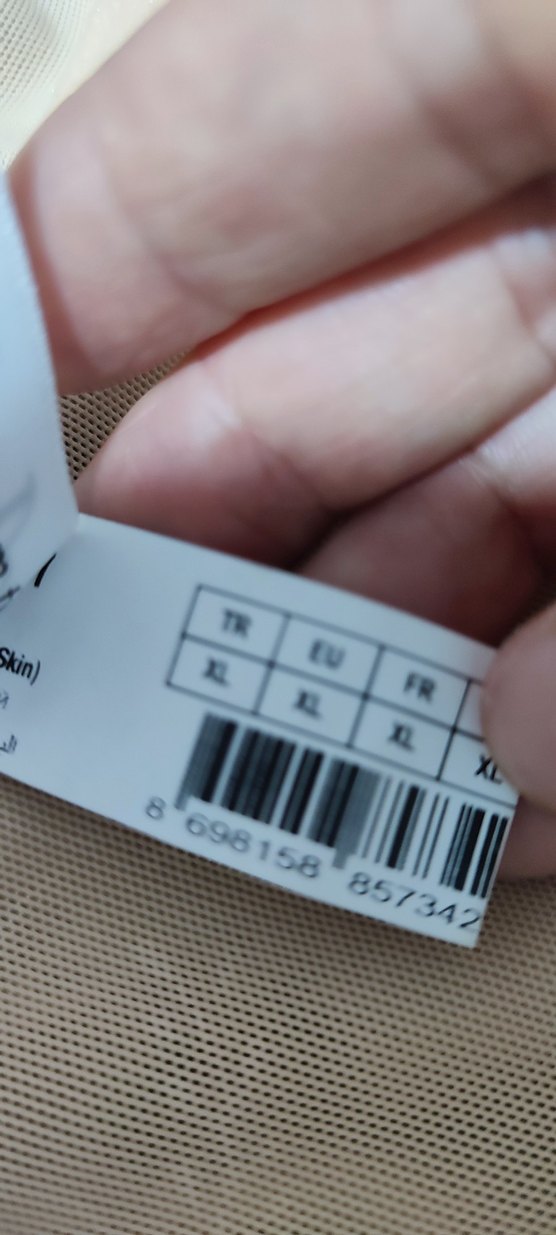 Skin)
TR EU FR
XL XL XL XL
8 698158 857342